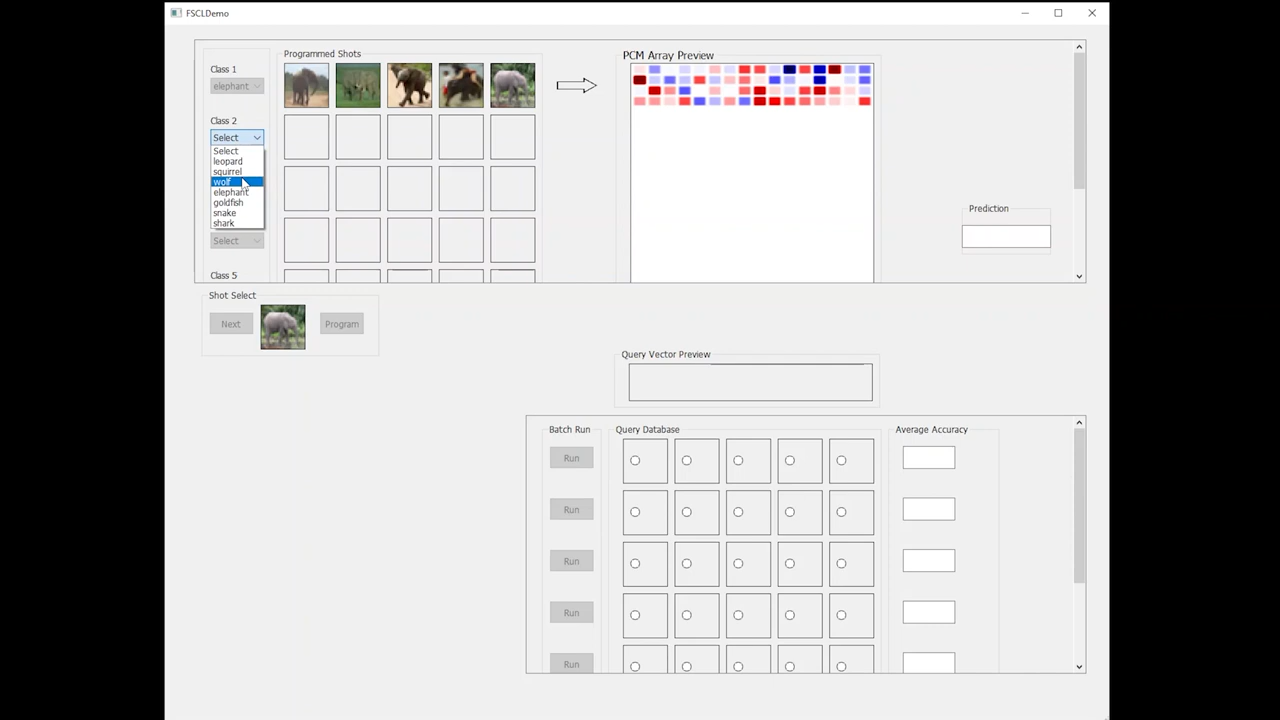 FSCLDemo
Programmed Shots
PCM Array Preview
Class 1
elephant
Class 2
Select
Select
leopard
squirrel
wolf
elephant
goldfish
snake
shark
Select
Class 5
Prediction
Shot Select
Next
Program
Query Vector Preview
Batch Run
Query Database
Average Accuracy
Run
Run
Run
Run
Run